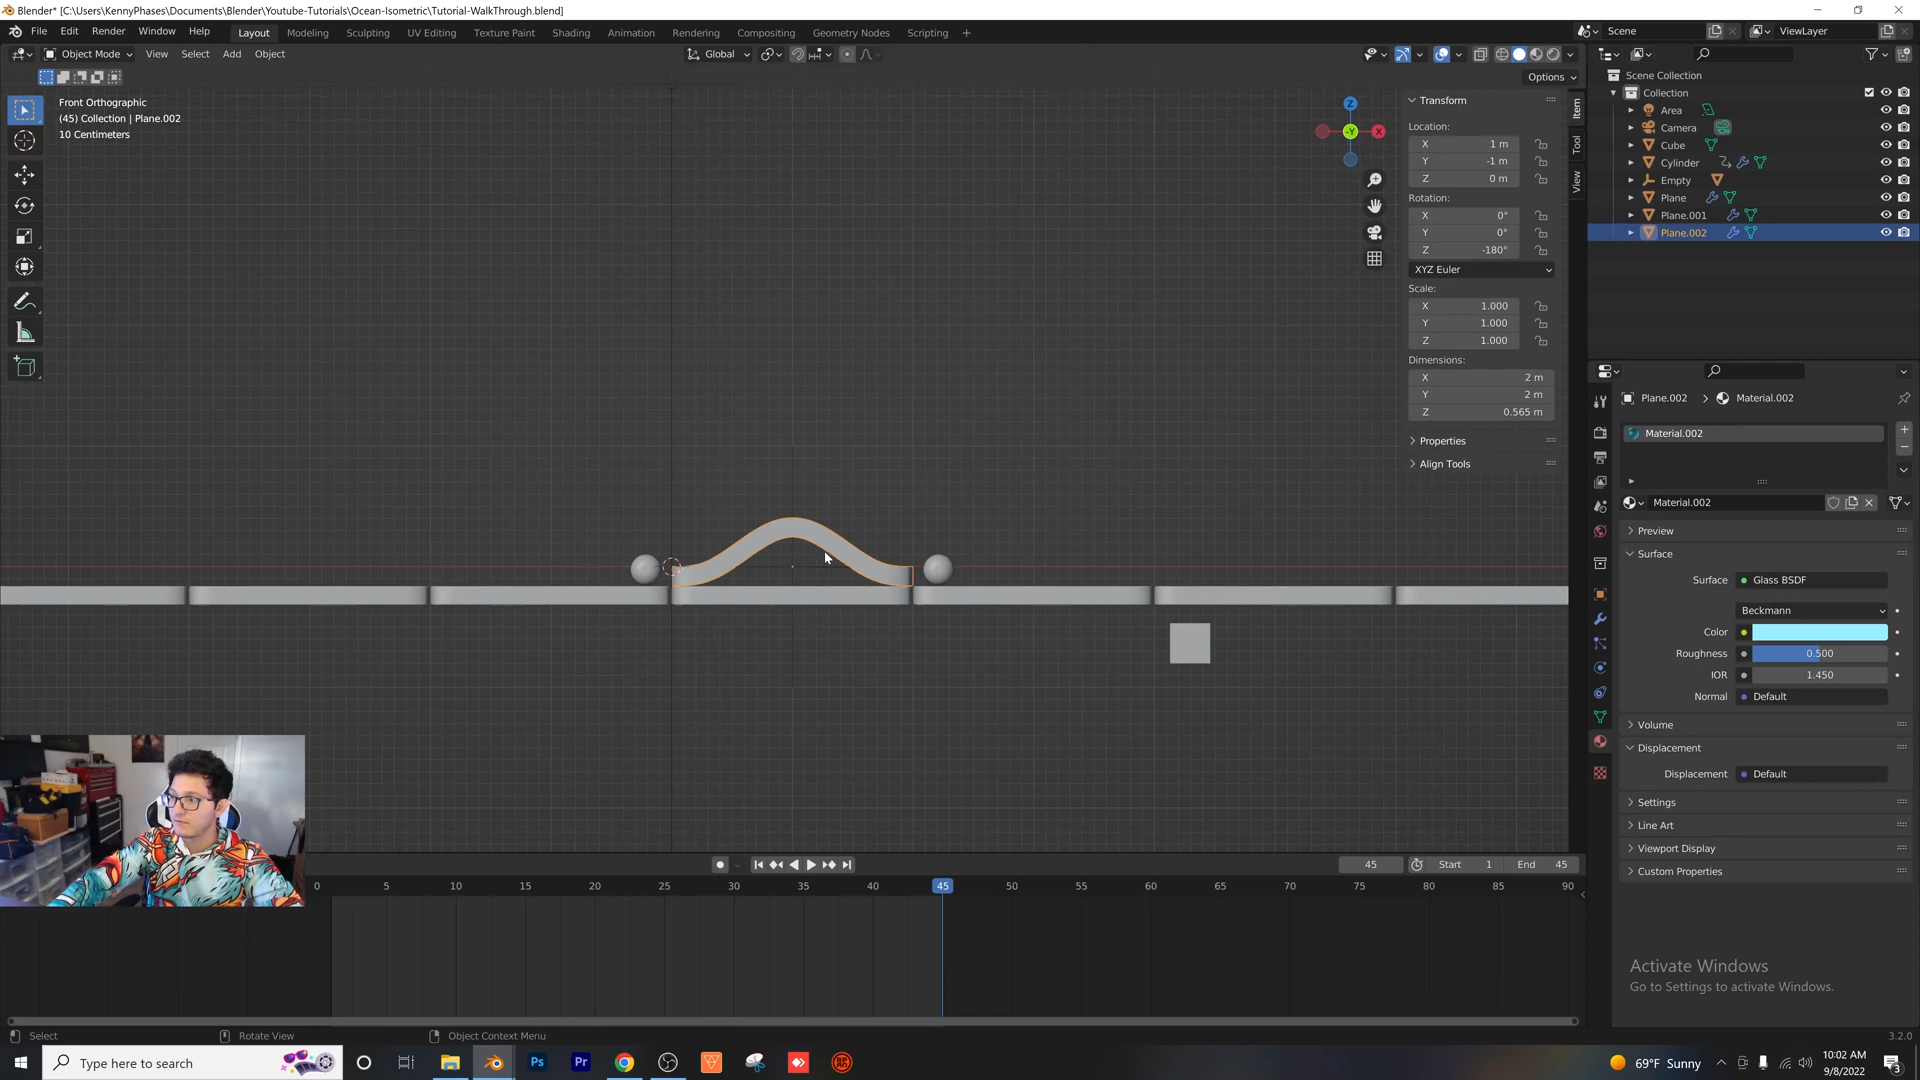 Blender* [C:\Users\KennyPhases\Documents\Blender\Youtube-Tutorials\Ocean-Isometric\Tutorial-WalkThrough.blend]
File Edit Render Window Help Layout Modeling Sculpting UV Editing Texture Paint Shading Animation Rendering Compositing Geometry Nodes Scripting + Scene ViewLayer
Object Mode View Select Add Object Global
Options
Front Orthographic
(45) Collection | Plane.002
10 Centimeters
Z
-Y
X
Transform
Location:
X 1 m
Y -1 m
Z 0 m
Rotation:
X 0°
Y 0°
Z -180°
XYZ Euler
Scale:
X 1.000
Y 1.000
Z 1.000
Dimensions:
X 2 m
Y 2 m
Z 0.565 m
Properties
Align Tools
Item
Tool
View
Scene Collection
Collection
Area
Camera
Cube
Cylinder
Empty
Plane
Plane.001
Plane.002
Plane.002 > Material.002
Material.002
Material.002
Preview
Surface
Surface Glass BSDF
Beckmann
Color
Roughness 0.500
IOR 1.450
Normal Default
Volume
Displacement
Displacement Default
Settings
Line Art
Viewport Display
Custom Properties
45 Start 1 End 45
0 5 10 15 20 25 30 35 40 45 50 55 60 65 70 75 80 85 90
Activate Windows
Go to Settings to activate Windows.
Select Rotate View Object Context Menu 3.2.0
Type here to search Ps Pr 69°F Sunny 10:02 AM
9/8/2022 3